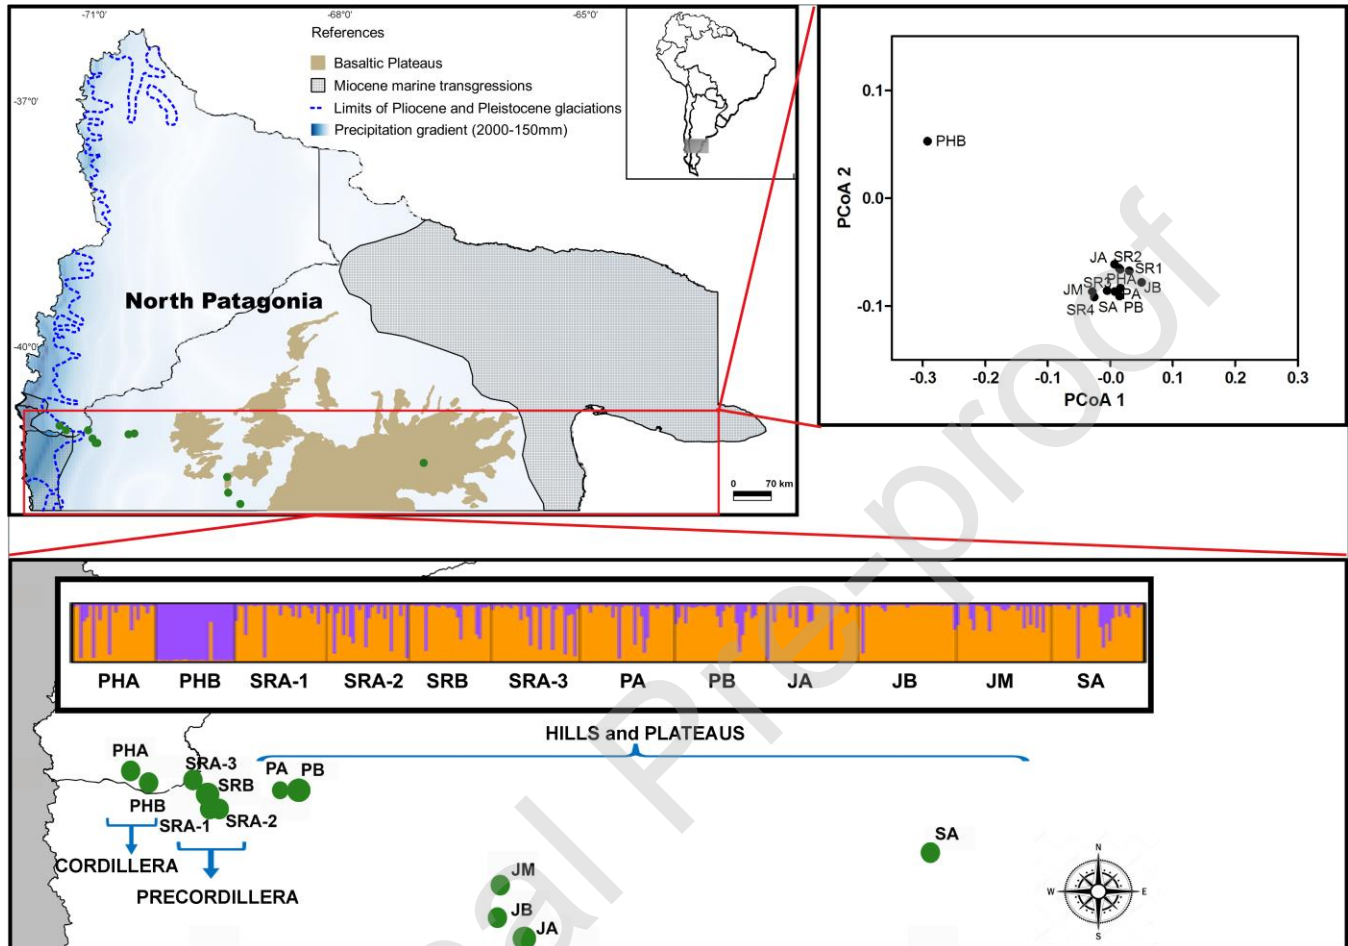 -71°0'
-68°0'
-65°0'
References
Basaltic Plateaus
Miocene marine transgressions
Limits of Pliocene and Pleistocene glaciations
Precipitation gradient (2000-150mm)
-37°0'
North Patagonia
-40°0'
0 70 km
0.1
0.0
-0.1
PCoA 2
PHB
JA SR2
SR1
PHA
SR3
JM
JB
PA
SR4
SA PB
-0.3 -0.1 -0.0 0.1 0.3
PCoA 1
PHA PHB SRA-1 SRA-2 SRB SRA-3 PA PB JA JB JM SA
HILLS and PLATEAUS
PHA
SRA-3
PA PB
SRB
PHB
SRA-1 SRA-2
SA
CORDILLERA
PRECORDILLERA
JM
JB
JA
N
W E
S
al Pre-proof